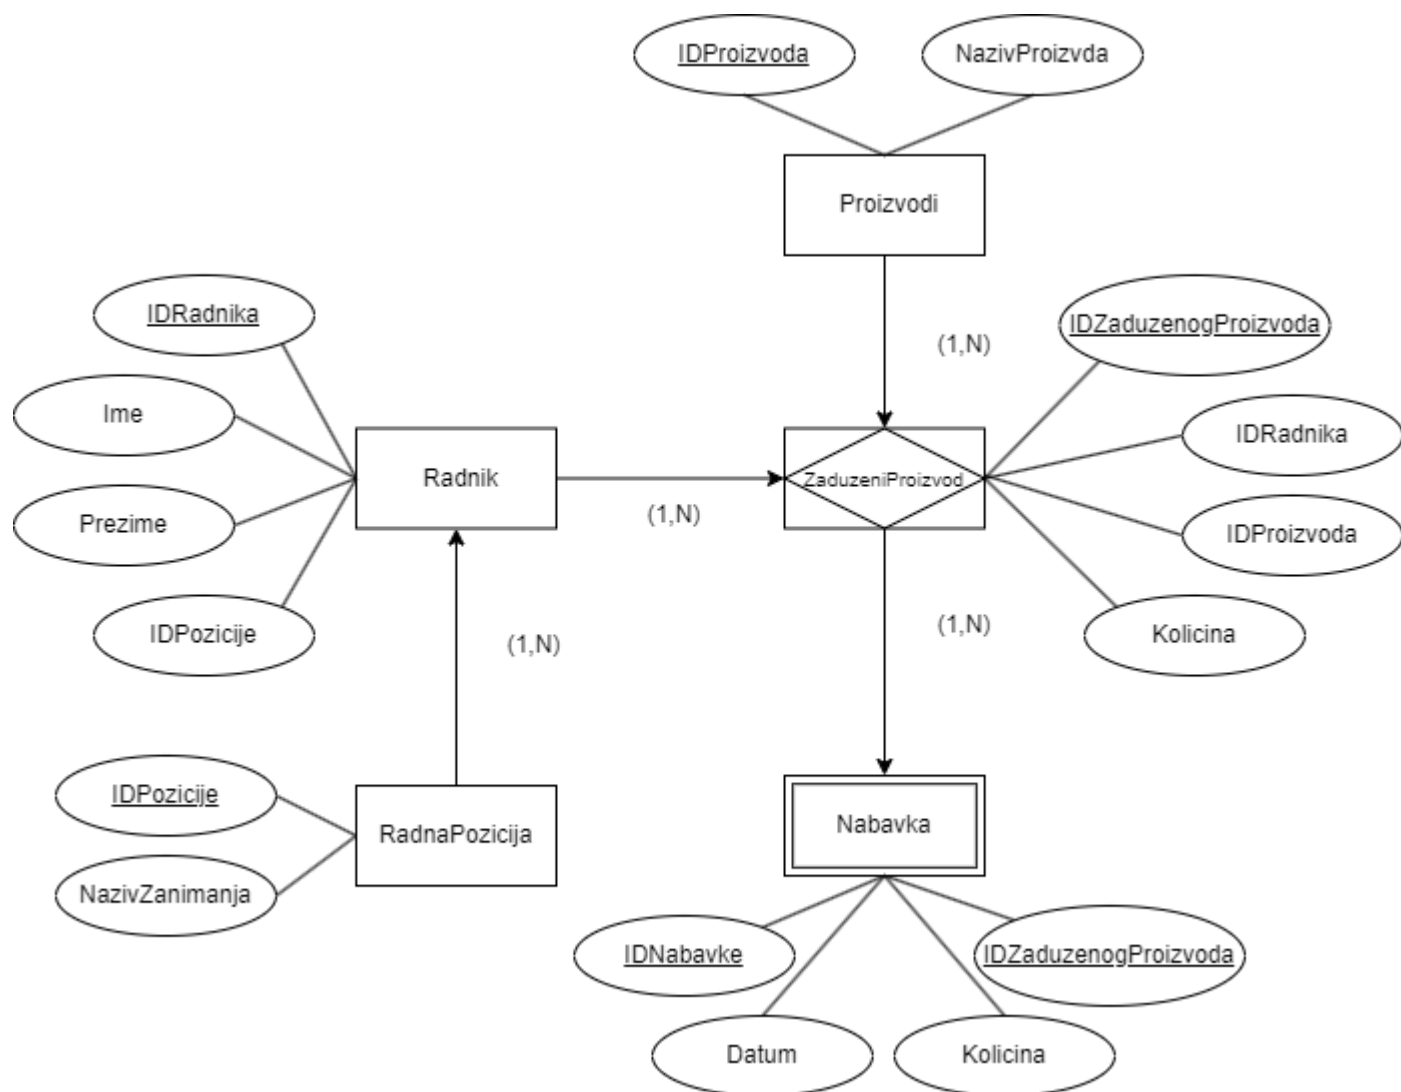 IDProizvoda
NazivProizvda
Proizvodi
IDRadnika
(1,N)
IDZaduzenogProizvoda
Ime
IDRadnika
Radnik
ZaduzeniProizvod
(1,N)
Prezime
IDProizvoda
IDPozicije
(1,N)
(1,N)
Kolicina
IDPozicije
RadnaPozicija
Nabavka
NazivZanimanja
IDNabavke
IDZaduzenogProizvoda
Datum
Kolicina